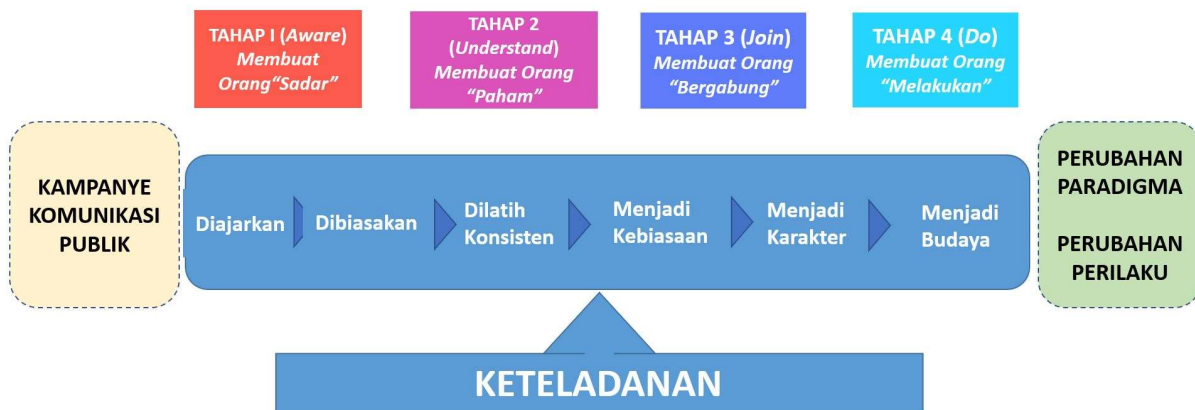 TAHAP I (Aware)
Membuat
Orang“Sadar”
TAHAP 2
(Understand)
Membuat Orang
“Paham”
TAHAP 3 (Join)
Membuat Orang
“Bergabung”
TAHAP 4 (Do)
Membuat Orang
“Melakukan”
KAMPANYE
KOMUNIKASI
PUBLIK
Diajarkan
Dibiasakan
Dilatih
Konsisten
Menjadi
Kebiasaan
Menjadi
Karakter
Menjadi
Budaya
PERUBAHAN
PARADIGMA
PERUBAHAN
PERILAKU
KETELADANAN